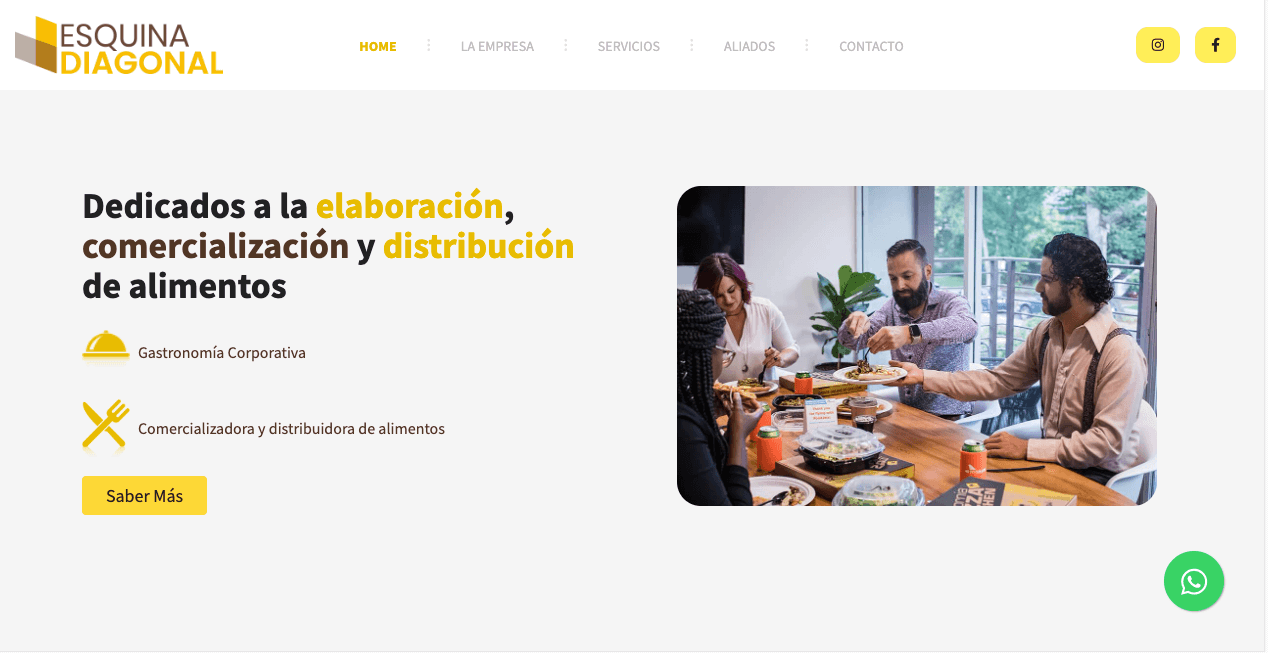 ESQUINA
DIAGONAL
HOME
LA EMPRESA
SERVICIOS
ALIADOS
CONTACTO
Dedicados a la elaboración,
comercialización y distribución
de alimentos
Gastronomía Corporativa
Comercializadora y distribuidora de alimentos
Saber Más